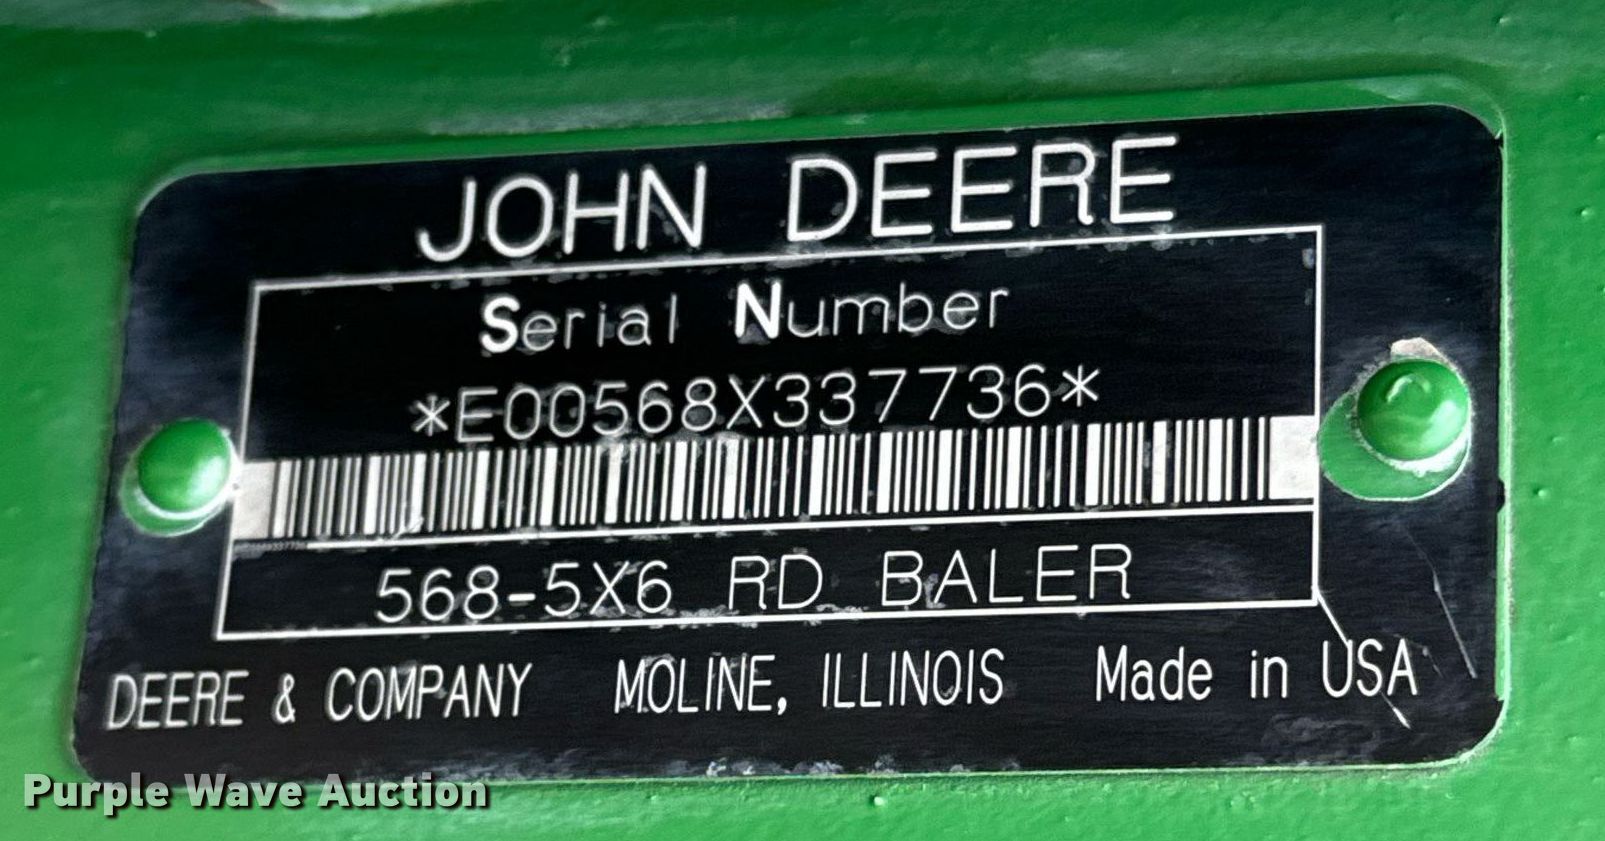 JOHN DEERE
Serial Number
*E00568X337736*
568-5X6 RD BALER
DEERE & COMPANY MOLINE, ILLINOIS Made in USA
Purple Wave Auction